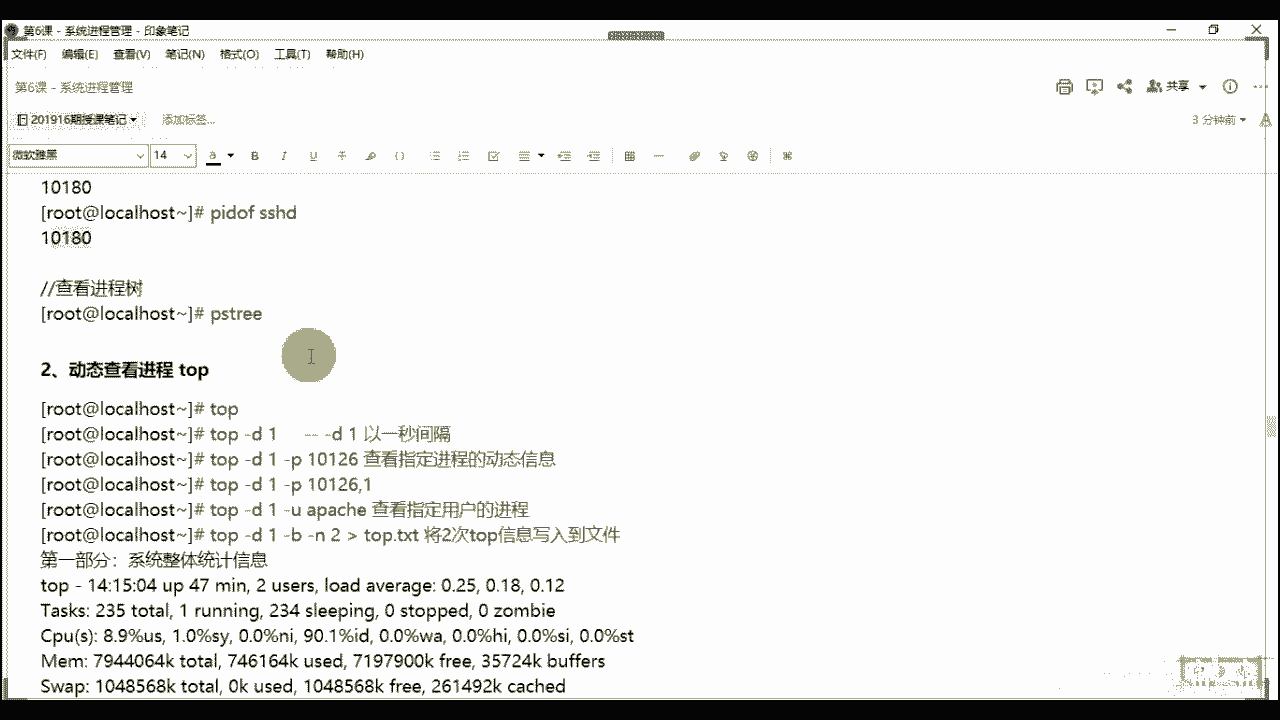 第6课 - 系统进程管理 - 印象笔记
文件(F) 编辑(E) 查看(V) 笔记(N) 格式(O) 工具(T) 帮助(H)
第6课 - 系统进程管理
共享
201916期授课笔记 添加标签...
3 分钟前
微软雅黑 14
10180
[root@localhost~]# pidof sshd
10180
//查看进程树
[root@localhost~]# pstree
2、动态查看进程 top
[root@localhost~]# top
[root@localhost~]# top -d 1 -- -d 1 以一秒间隔
[root@localhost~]# top -d 1 -p 10126 查看指定进程的动态信息
[root@localhost~]# top -d 1 -p 10126,1
[root@localhost~]# top -d 1 -u apache 查看指定用户的进程
[root@localhost~]# top -d 1 -b -n 2 > top.txt 将2次top信息写入到文件
第一部分：系统整体统计信息
top - 14:15:04 up 47 min, 2 users, load average: 0.25, 0.18, 0.12
Tasks: 235 total, 1 running, 234 sleeping, 0 stopped, 0 zombie
Cpu(s): 8.9%us, 1.0%sy, 0.0%ni, 90.1%id, 0.0%wa, 0.0%hi, 0.0%si, 0.0%st
Mem: 7944064k total, 746164k used, 7197900k free, 35724k buffers
Swap: 1048568k total, 0k used, 1048568k free, 261492k cached